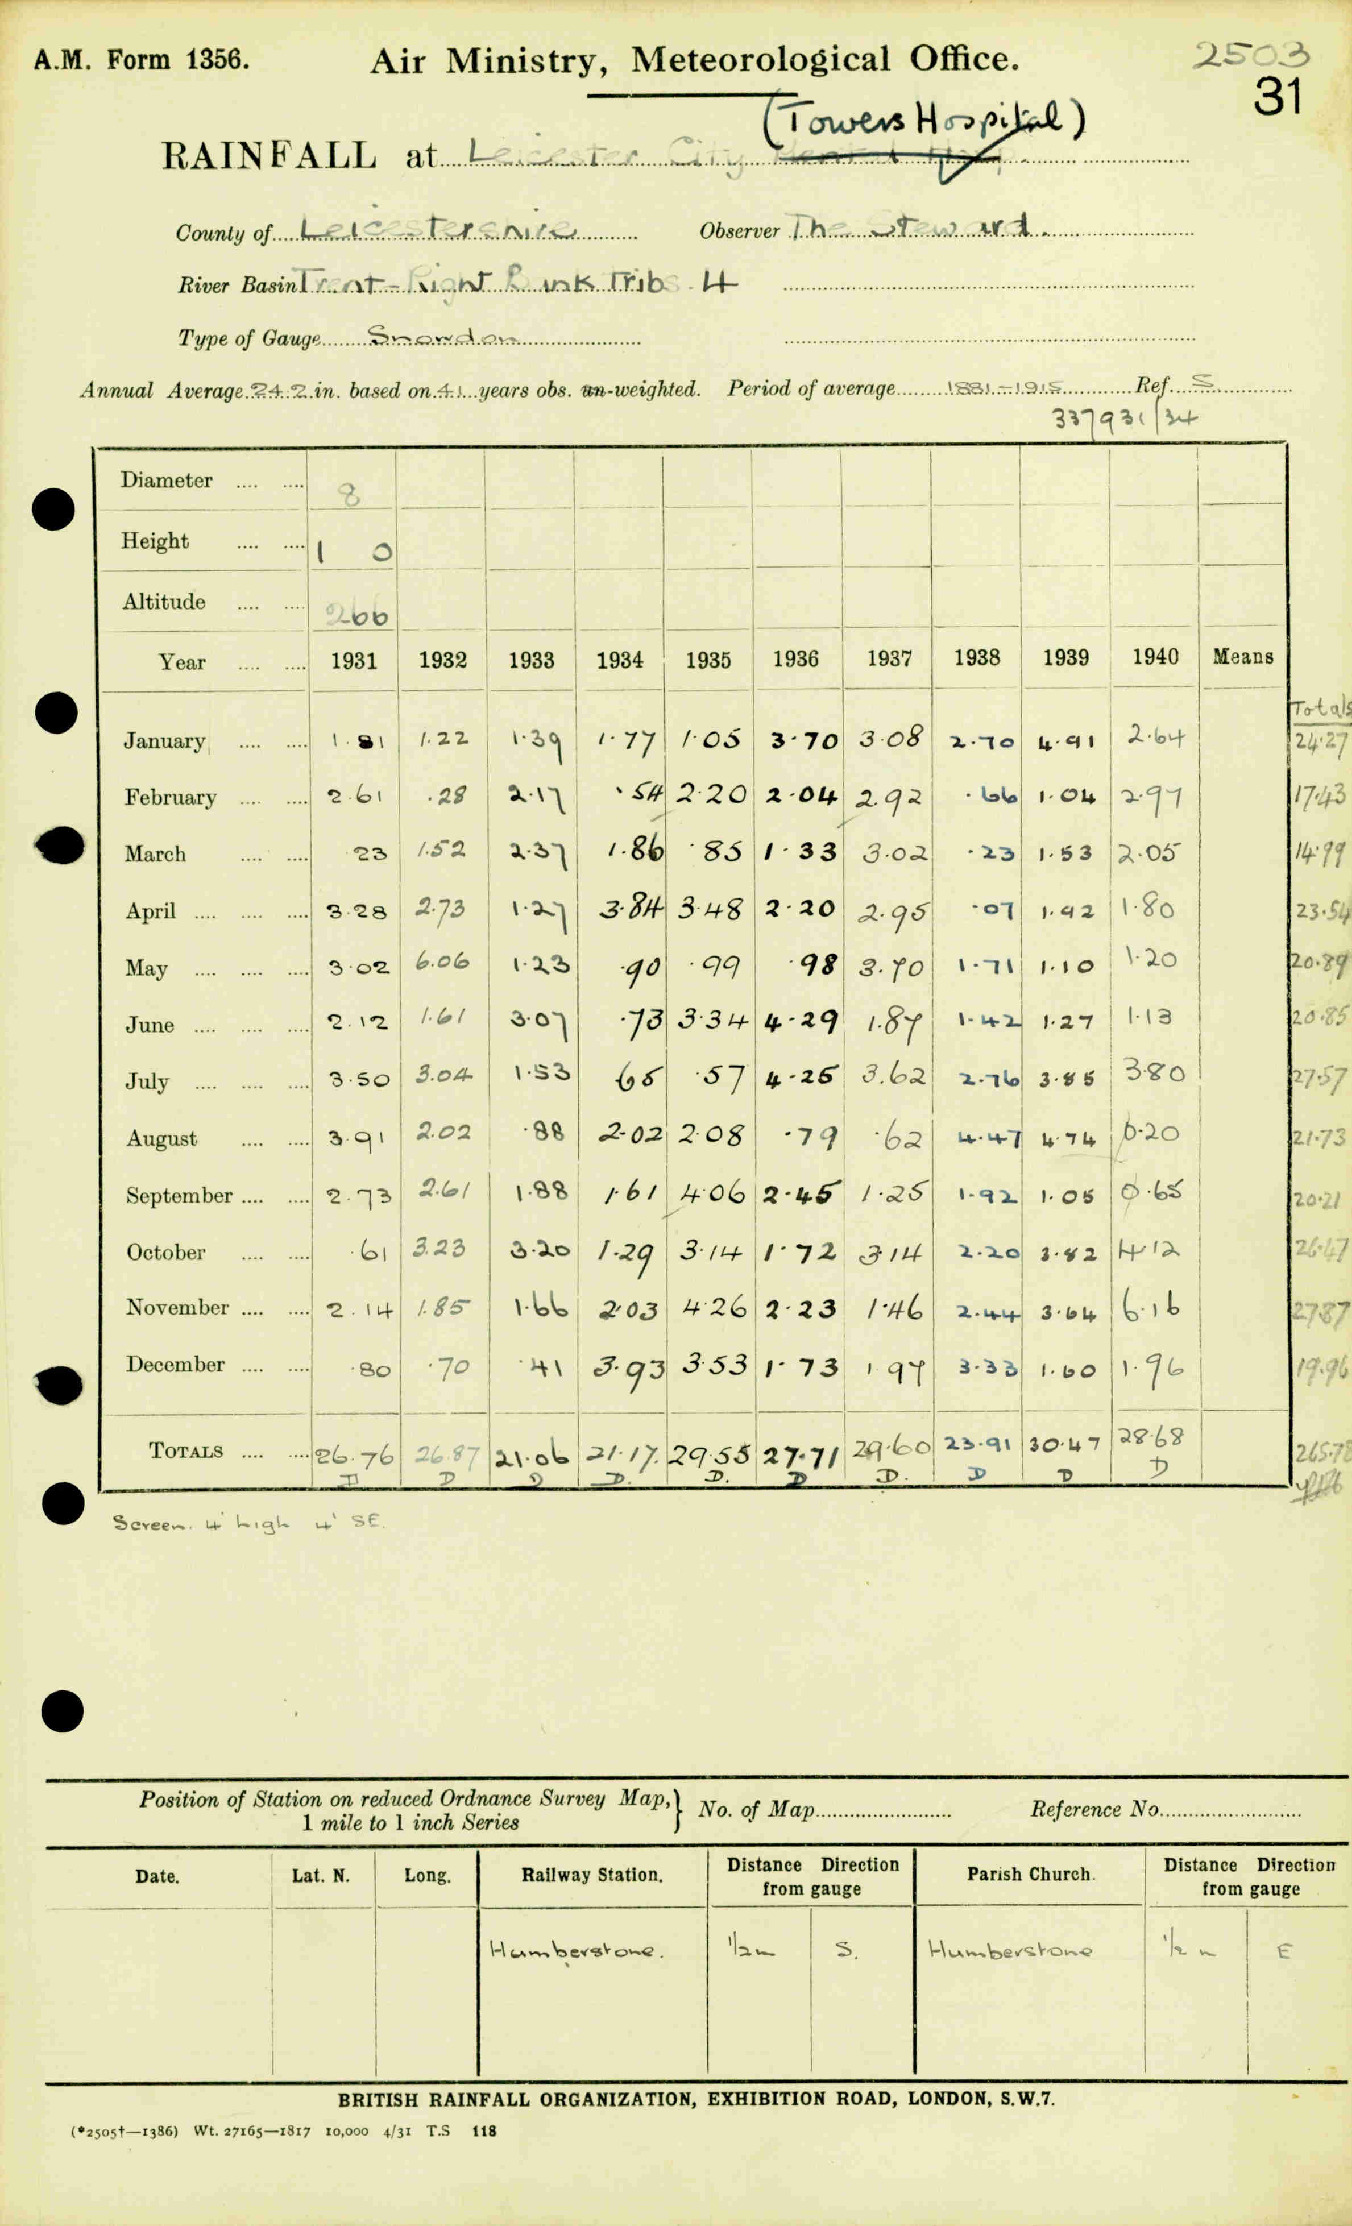 A.M. Form 1356.
Air Ministry, Meteorological Office.
2503
31
(Towers Hospital)
RAINFALL at Leicester City Mental Hosp.
County of Leicestershire Observer The Steward.
River Basin Trent-Right Bank Tribs 4
Type of Gauge Snowdon
Annual Average 24.2 in. based on 41 years obs. un-weighted. Period of average 1881-1915 Ref. S.
337931/34
Diameter .... .... 8
Height .... .... 1 0
Altitude .... .... 266
Year .... .... 1931 1932 1933 1934 1935 1936 1937 1938 1939 1940 Means
Totals
January .... .... 1.81 1.22 1.39 1.77 1.05 3.70 3.08 2.70 4.91 2.64 24.27
February .... .... 2.61 .28 2.17 .54 2.20 2.04 2.92 .66 1.04 2.97 17.43
March .... .... .23 1.52 2.37 1.86 .85 1.33 3.02 .23 1.53 2.05 14.99
April .... .... .... 3.28 2.73 1.27 3.84 3.48 2.20 2.95 .07 1.92 1.80 23.54
May .... .... .... 3.02 6.06 1.23 .90 .99 .98 3.70 1.71 1.10 1.20 20.89
June .... .... .... 2.12 1.61 3.07 .73 3.34 4.29 1.87 1.42 1.27 1.13 20.85
July .... .... .... 3.50 3.04 1.53 65 .57 4.25 3.62 2.76 3.85 3.80 27.57
August .... .... 3.91 2.02 .88 2.02 2.08 .79 .62 4.47 4.74 0.20 21.73
September .... .... 2.73 2.61 1.88 1.61 4.06 2.45 1.25 1.92 1.05 0.65 20.21
October .... .... .61 3.23 3.20 1.29 3.14 1.72 3.14 2.20 3.82 4.12 26.47
November .... .... 2.14 1.85 1.66 2.03 4.26 2.23 1.46 2.44 3.64 6.16 27.87
December .... .... .80 .70 .41 3.93 3.53 1.73 1.97 3.33 1.60 1.96 19.96
TOTALS .... .... 26.76 26.87 21.06 21.17. 29.55 27.71 29.60 23.91 30.47 28.68 265.78
D D D D. D. D D. D D D
Screen. 4' high 4' SE.
Position of Station on reduced Ordnance Survey Map,} No. of Map Reference No.
1 mile to 1 inch Series
Date. Lat. N. Long. Railway Station. Distance Direction from gauge Parish Church. Distance Direction from gauge
Humberstone. 1/2 m S. Humberstone 1/2 m E
BRITISH RAINFALL ORGANIZATION, EXHIBITION ROAD, LONDON, S.W.7.
(*2505†—1386) Wt. 27165—1817 10,000 4/31 T.S 118